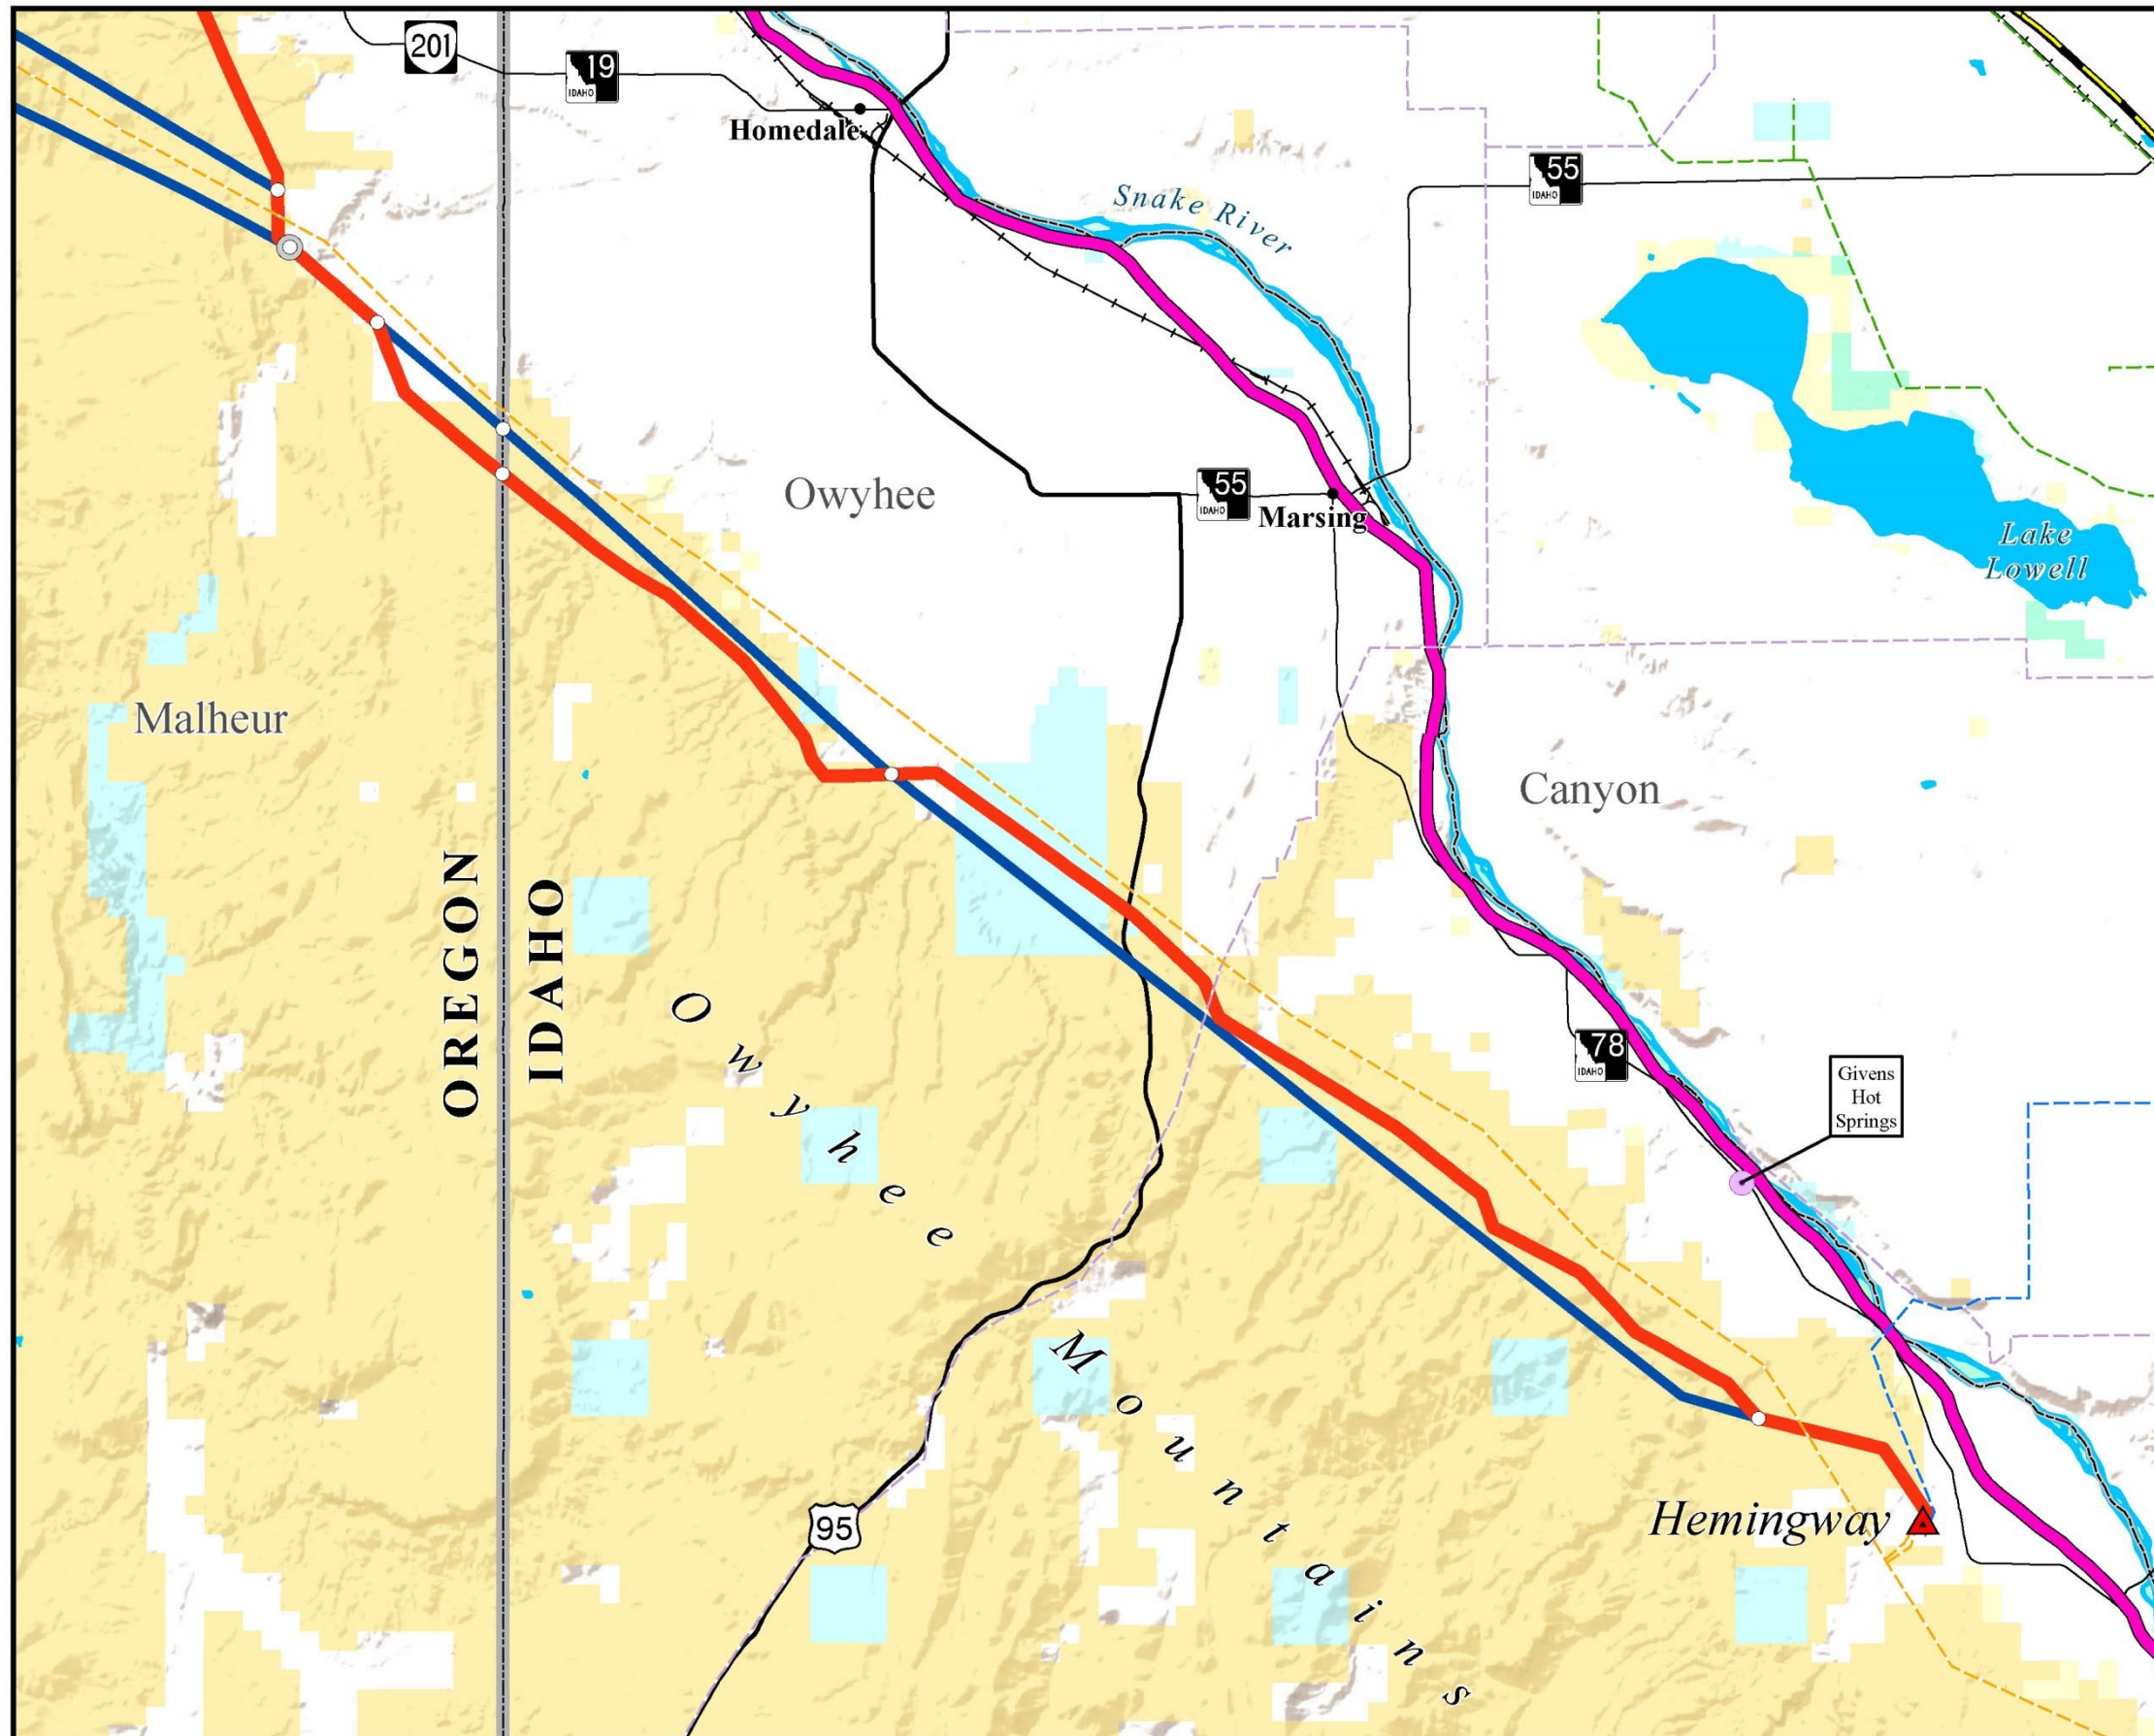 201
19
IDAHO
Homedale
55
IDAHO
Snake River
Owyhee
55
IDAHO
Marsing
Lake
Lowell
Malheur
Canyon
OREGON
IDAHO
Owyhee
Mountains
78
IDAHO
Givens
Hot
Springs
95
Hemingway